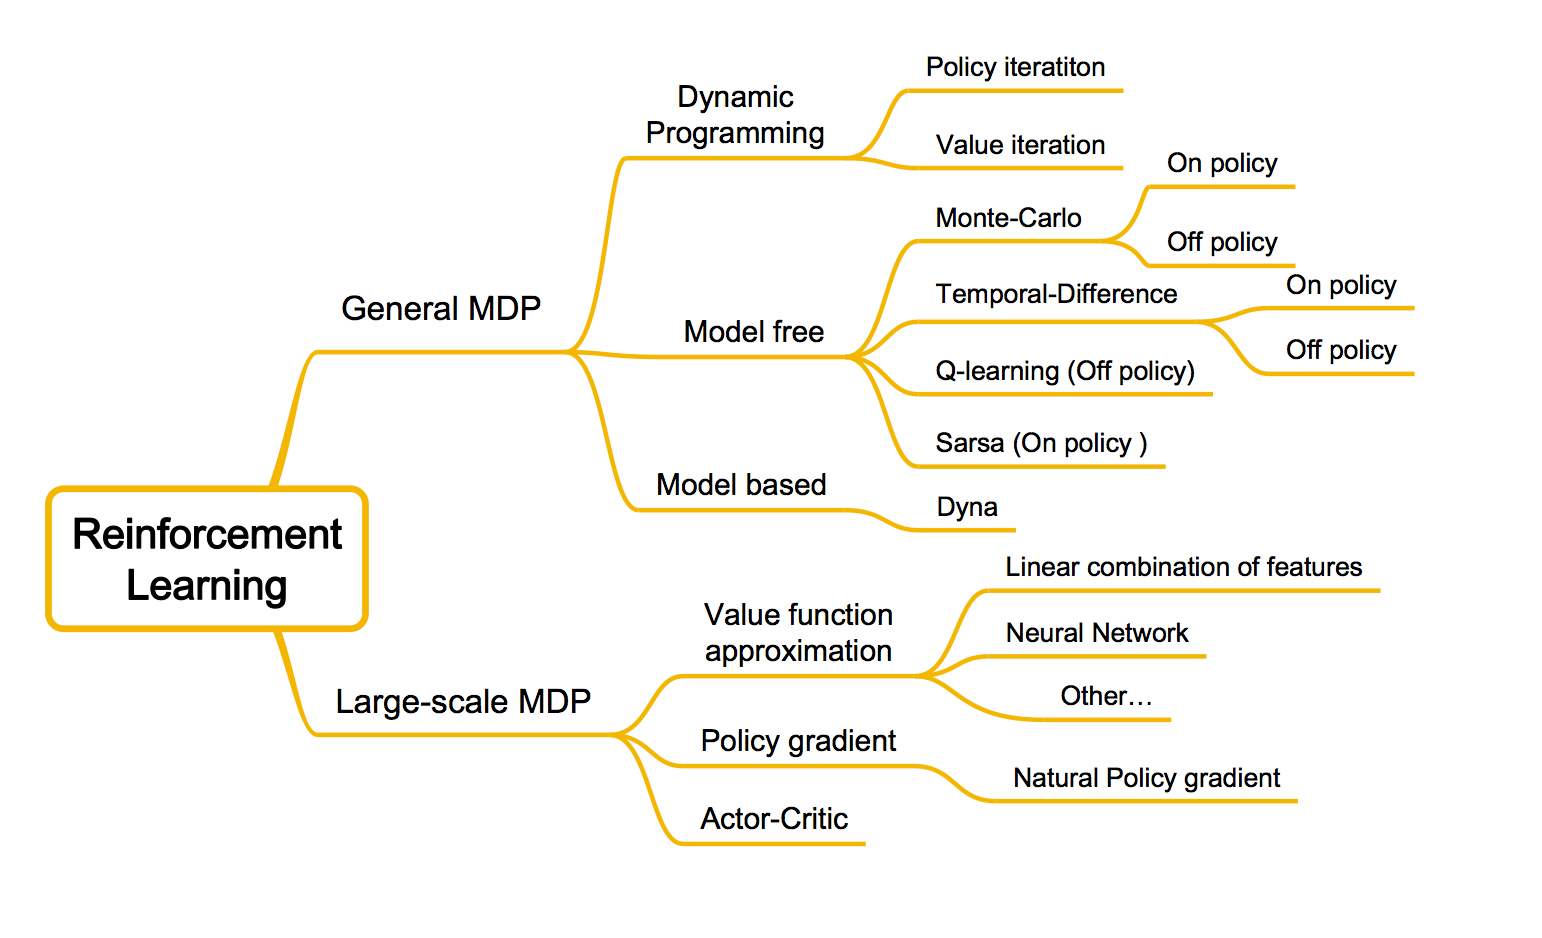 Reinforcement
Learning
General MDP
Dynamic
Programming
Policy iteratiton
Value iteration
Model free
Monte-Carlo
On policy
Off policy
Temporal-Difference
On policy
Off policy
Q-learning (Off policy)
Sarsa (On policy )
Model based
Dyna
Large-scale MDP
Value function
approximation
Linear combination of features
Neural Network
Other…
Policy gradient
Natural Policy gradient
Actor-Critic